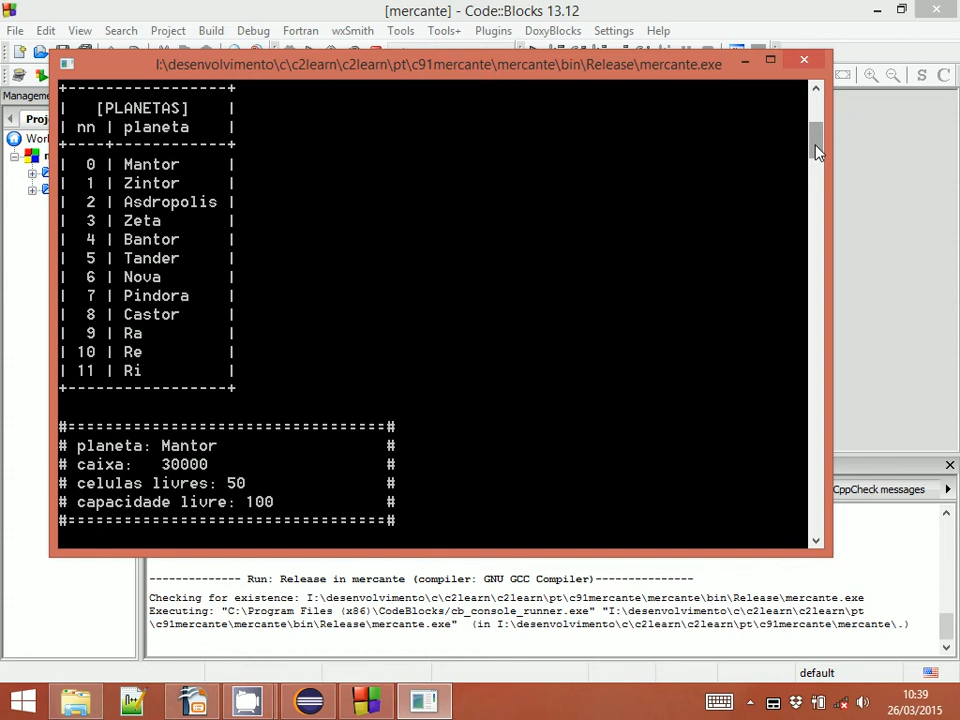 [mercante] - Code::Blocks 13.12
File Edit View Search Project Build Debug Fortran wxSmith Tools Tools+ Plugins DoxyBlocks Settings Help
I:\desenvolvimento\c\c2learn\c2learn\pt\c91mercante\mercante\bin\Release\mercante.exe
S C
Manageme
Proj
Work
m
+-----------------+
| [PLANETAS] |
| nn | planeta |
+----+------------+
| 0 | Mantor |
| 1 | Zintor |
| 2 | Asdropolis |
| 3 | Zeta |
| 4 | Bantor |
| 5 | Tander |
| 6 | Nova |
| 7 | Pindora |
| 8 | Castor |
| 9 | Ra |
| 10 | Re |
| 11 | Ri |
+-----------------+
#----------------------------------#
# planeta: Mantor #
# caixa: 30000 #
# celulas livres: 50 #
# capacidade livre: 100 #
#----------------------------------#
CppCheck messages
-------------- Run: Release in mercante (compiler: GNU GCC Compiler)---------------
Checking for existence: I:\desenvolvimento\c\c2learn\c2learn\pt\c91mercante\mercante\bin\Release\mercante.exe
Executing: "C:\Program Files (x86)\CodeBlocks/cb_console_runner.exe" "I:\desenvolvimento\c\c2learn\c2learn\pt
\c91mercante\mercante\bin\Release\mercante.exe" (in I:\desenvolvimento\c\c2learn\c2learn\pt\c91mercante\mercante\.)
default
10:39
26/03/2015